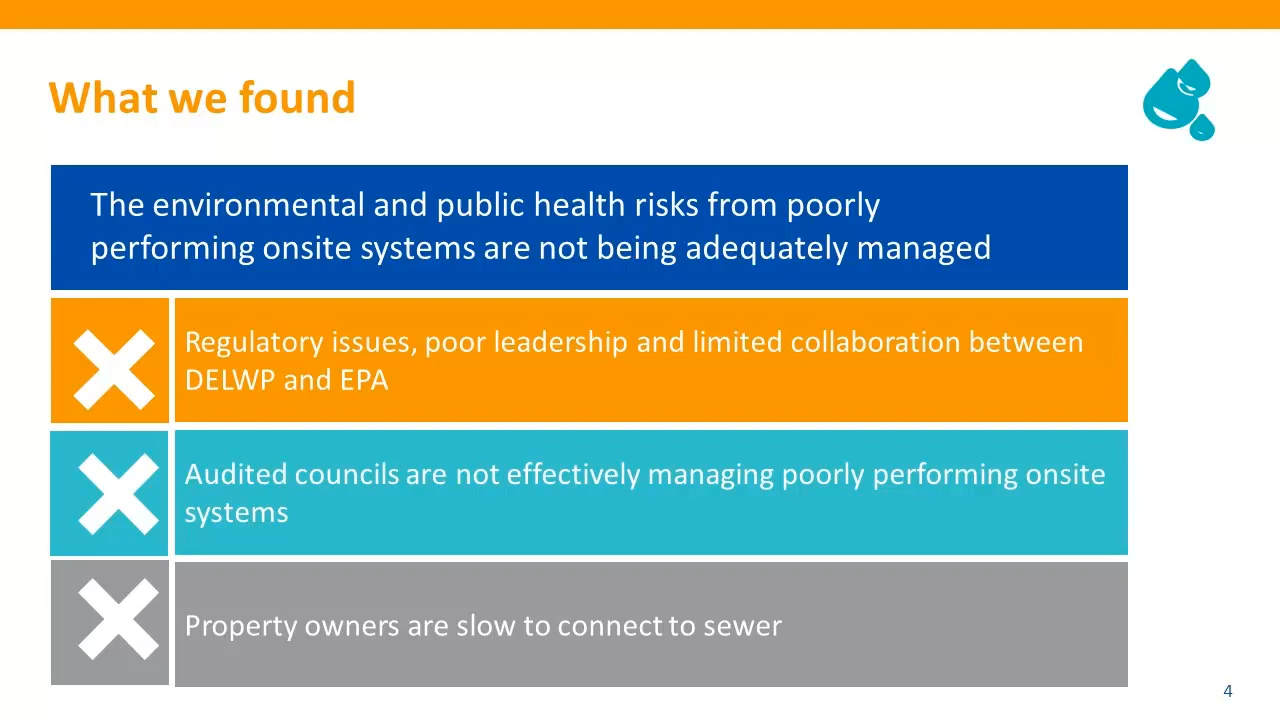 What we found
The environmental and public health risks from poorly
performing onsite systems are not being adequately managed
Regulatory issues, poor leadership and limited collaboration between
DELWP and EPA
Audited councils are not effectively managing poorly performing onsite
systems
Property owners are slow to connect to sewer
4